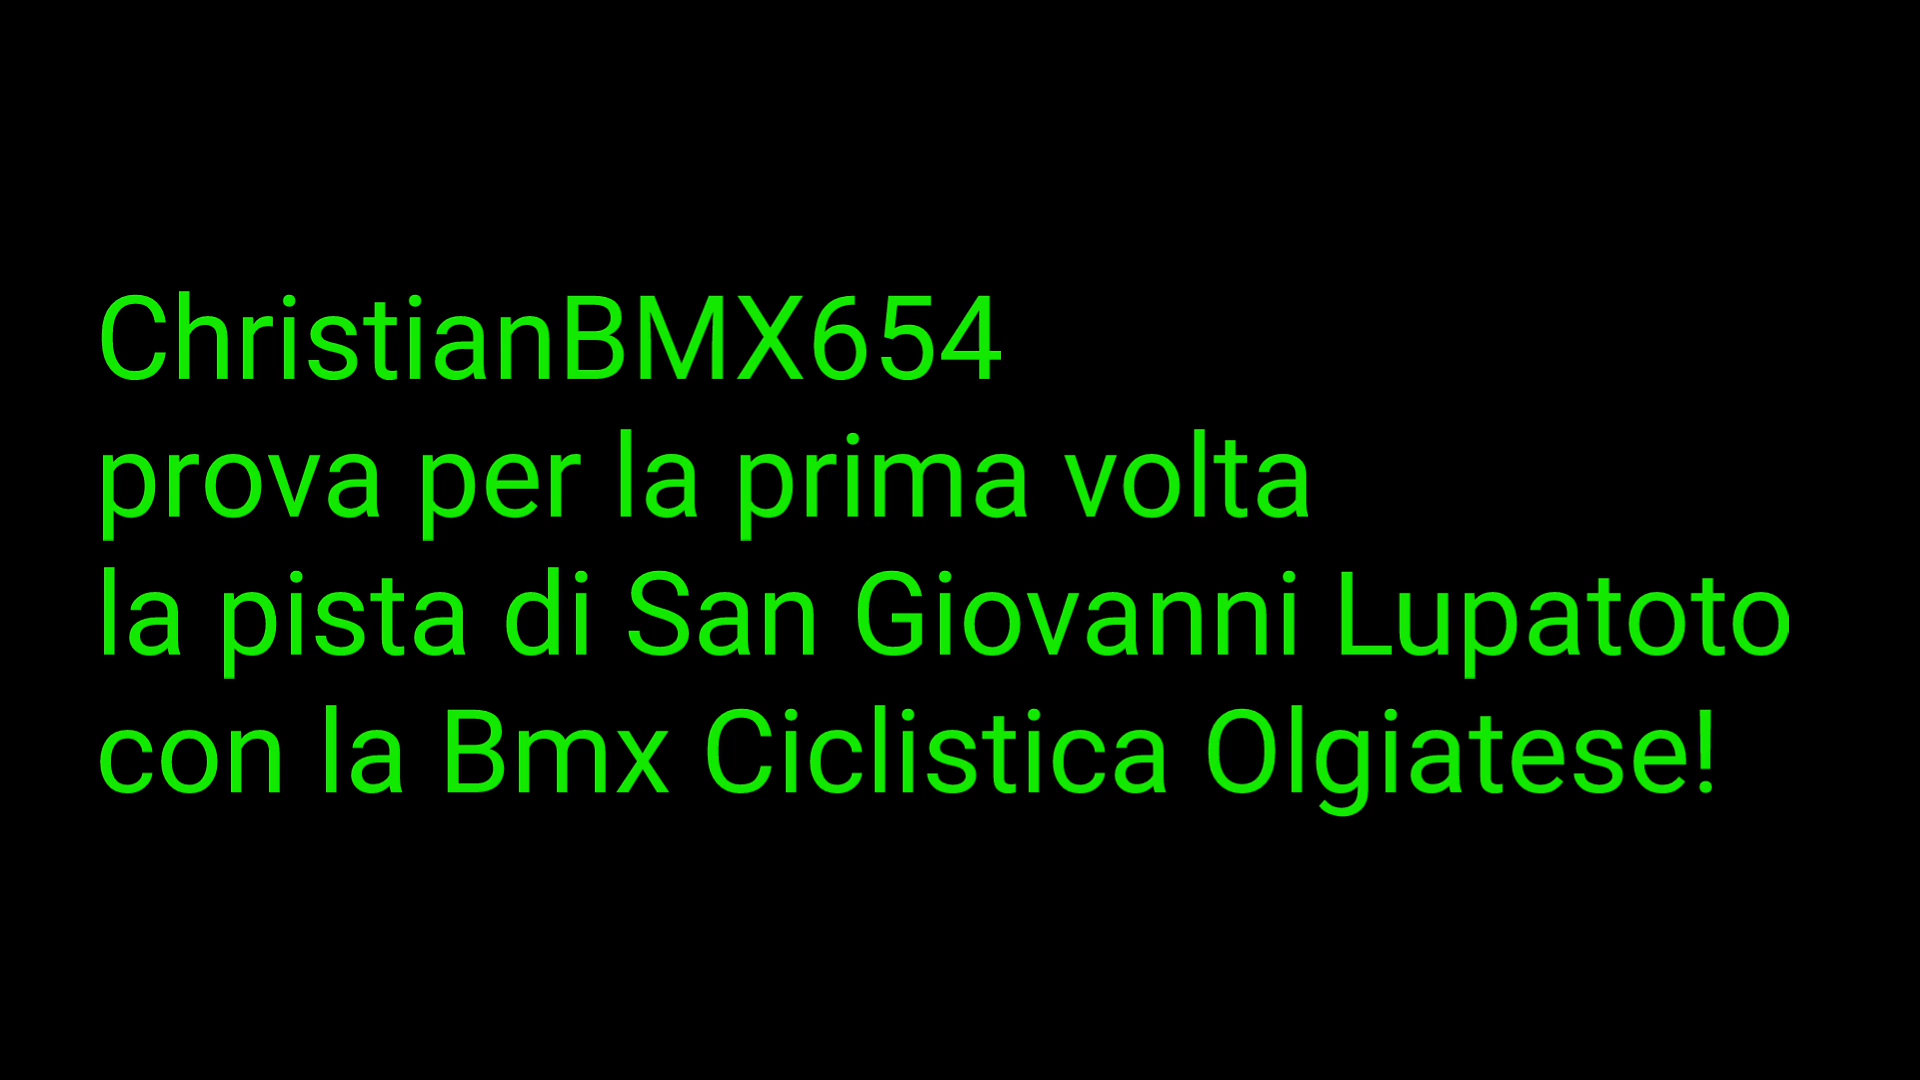 ChristianBMX654
prova per la prima volta
la pista di San Giovanni Lupatoto
con la Bmx Ciclistica Olgiatese!